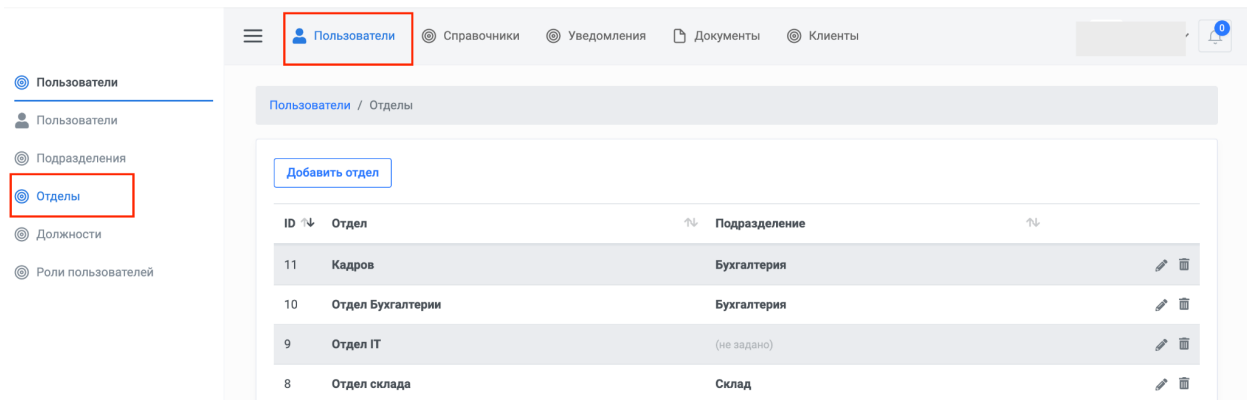 Пользователи Справочники Уведомления Документы Клиенты 0
Пользователи
Пользователи
Подразделения
Отделы
Должности
Роли пользователей
Пользователи / Отделы
Добавить отдел
ID Отдел Подразделение
11 Кадров Бухгалтерия
10 Отдел Бухгалтерии Бухгалтерия
9 Отдел IT (не задано)
8 Отдел склада Склад